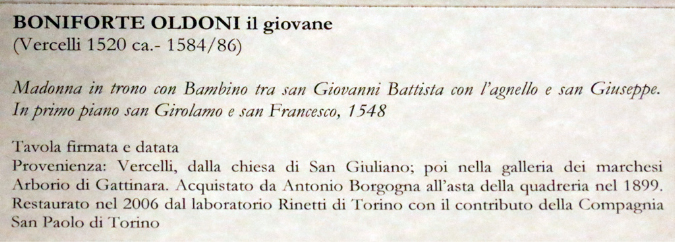 BONIFORTE OLDONI il giovane
(Vercelli 1520 ca.- 1584/86)
Madonna in trono con Bambino tra san Giovanni Battista con l'agnello e san Giuseppe.
In primo piano san Girolamo e san Francesco, 1548
Tavola firmata e datata
Provenienza: Vercelli, dalla chiesa di San Giuliano; poi nella galleria dei marchesi
Arborio di Gattinara. Acquistato da Antonio Borgogna all'asta della quadreria nel 1899.
Restaurato nel 2006 dal laboratorio Rinetti di Torino con il contributo della Compagnia
San Paolo di Torino